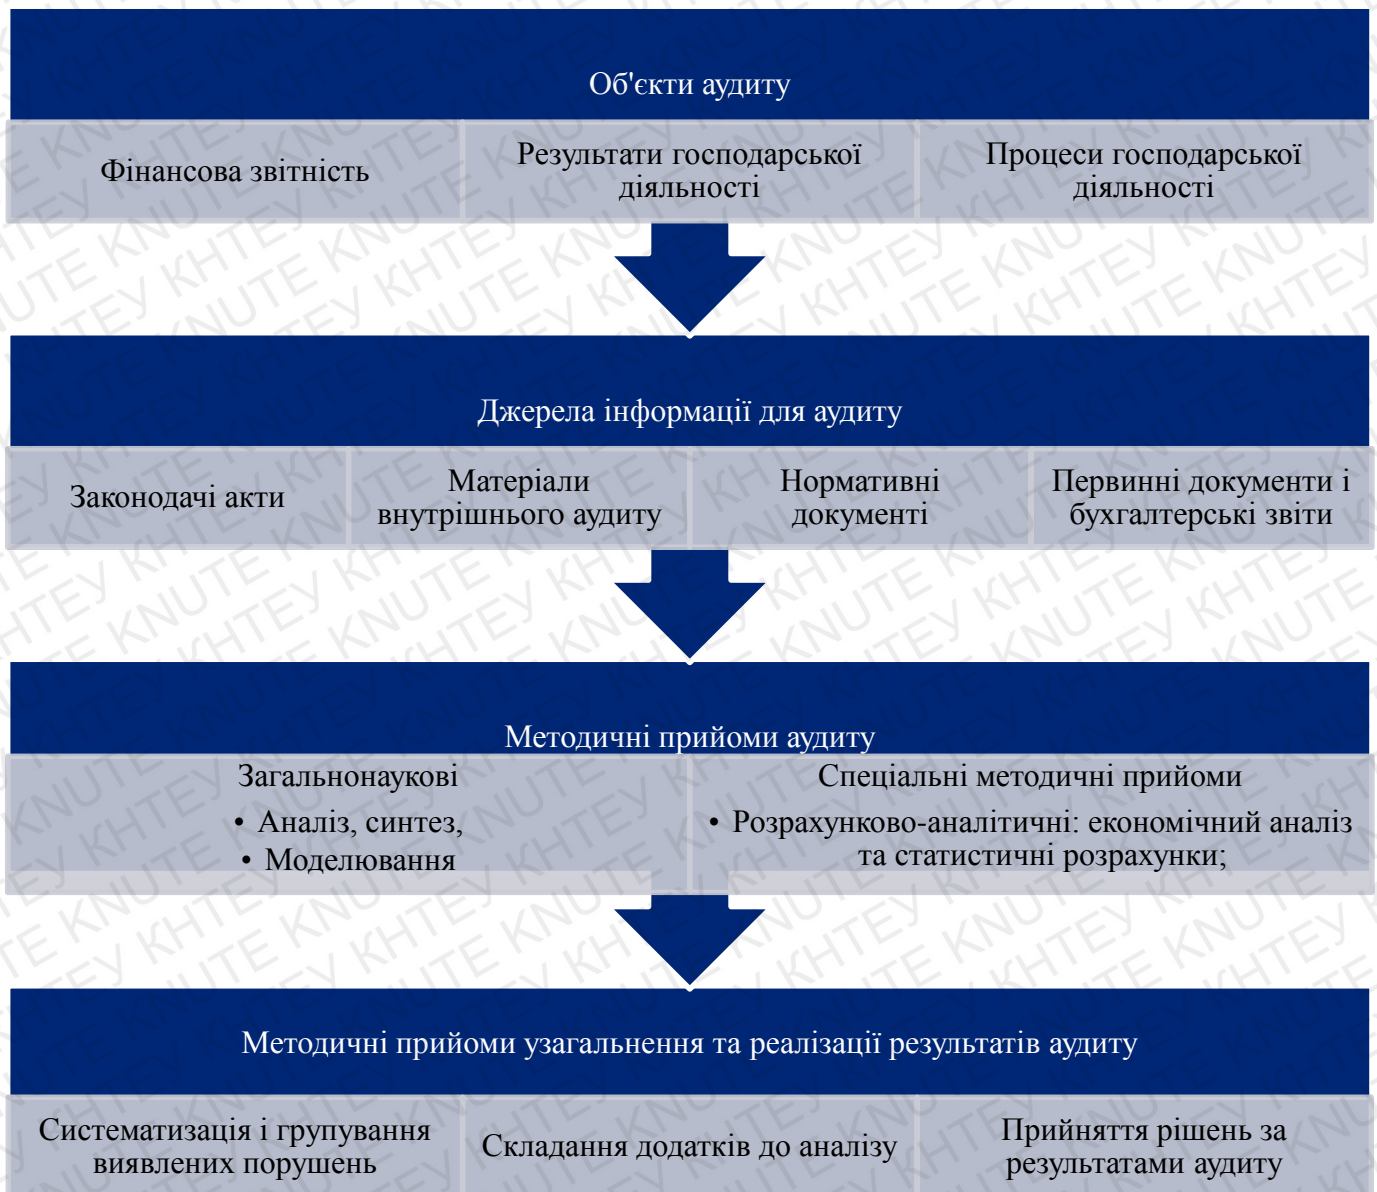 Об'єкти аудиту
Фінансова звітність
Результати господарської
діяльності
Процеси господарської
діяльності
Джерела інформації для аудиту
Законодачі акти
Матеріали
внутрішнього аудиту
Нормативні
документі
Первинні документи і
бухгалтерські звіти
Методичні прийоми аудиту
Загальнонаукові
• Аналіз, синтез,
• Моделювання
Спеціальні методичні прийоми
• Розрахунково-аналітичні: економічний аналіз
та статистичні розрахунки;
Методичні прийоми узагальнення та реалізації результатів аудиту
Систематизація і групування
виявлених порушень
Складання додатків до аналізу
Прийняття рішень за
результатами аудиту